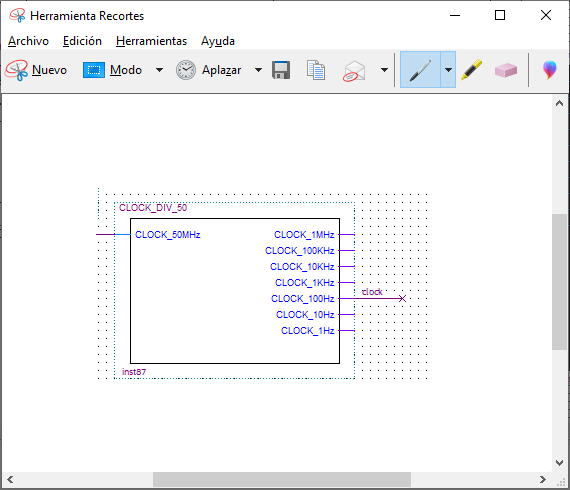 Herramienta Recortes
Archivo Edición Herramientas Ayuda
Nuevo Modo Aplazar
CLOCK_DIV_50
CLOCK_50MHz CLOCK_1MHz
CLOCK_100KHz
CLOCK_10KHz
CLOCK_1KHz
CLOCK_100Hz clock
CLOCK_10Hz
CLOCK_1Hz
inst87